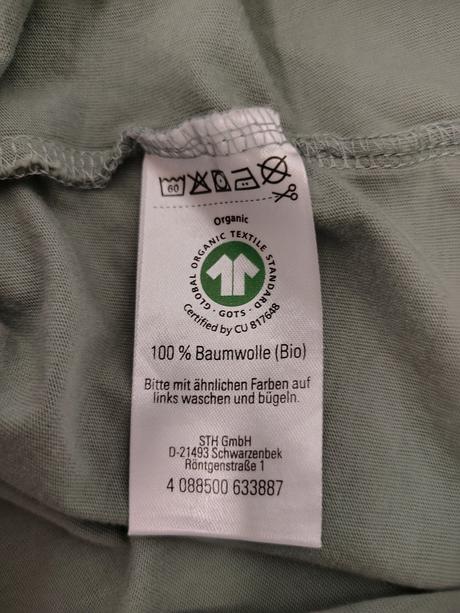 60
Organic
GLOBAL ORGANIC TEXTILE STANDARD · GOTS ·
Certified by CU 817648
100 % Baumwolle (Bio)
Bitte mit ähnlichen Farben auf
links waschen und bügeln.
STH GmbH
D-21493 Schwarzenbek
Röntgenstraße 1
4 088500 633887